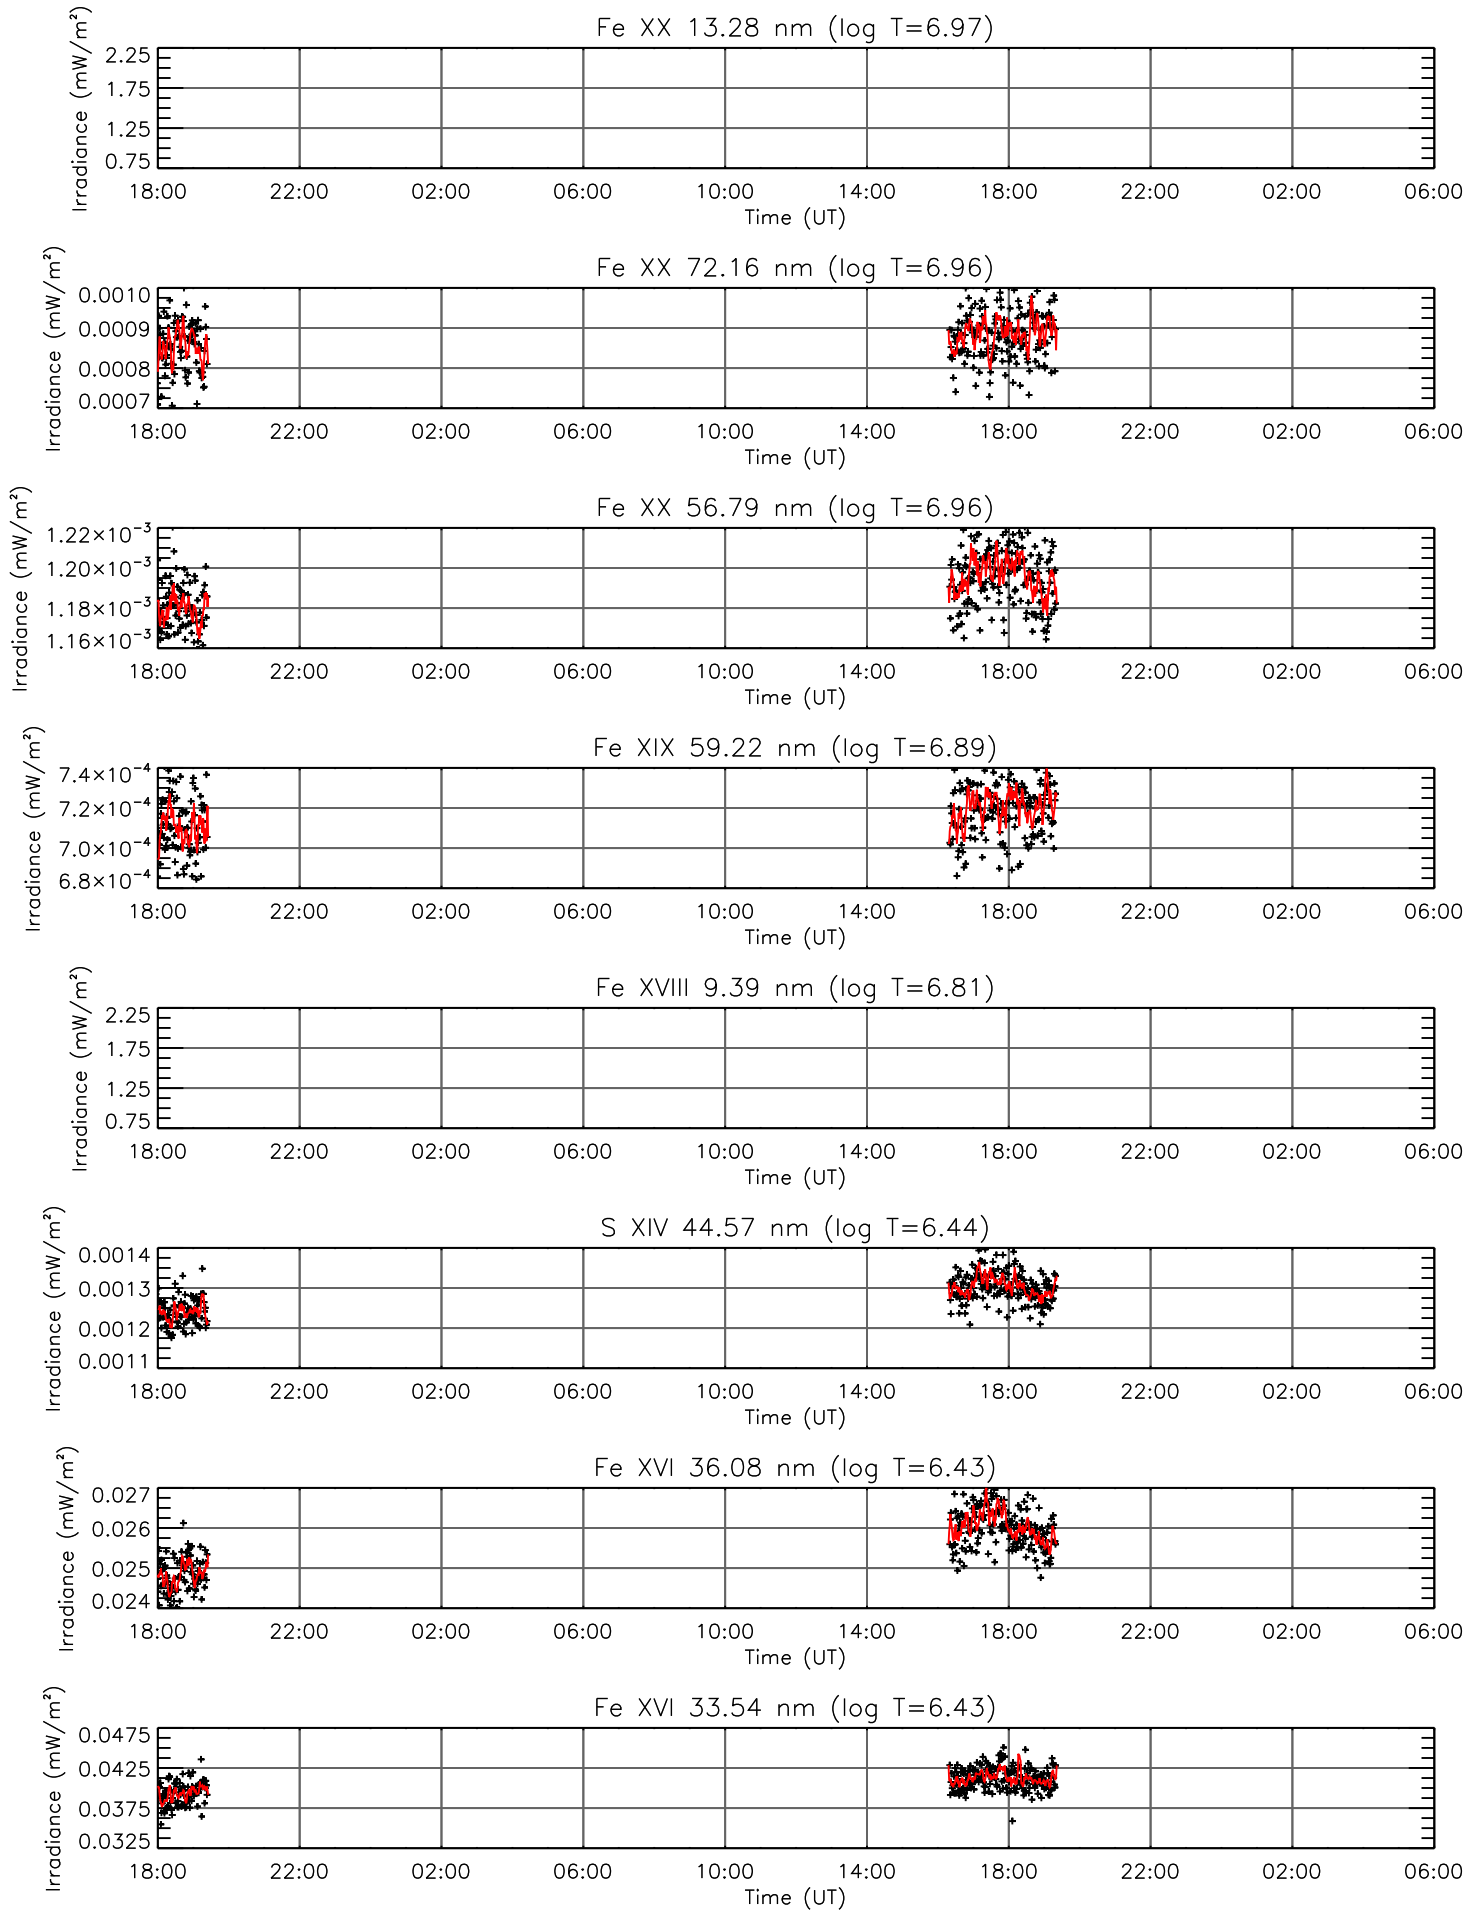 Fe XX 13.28 nm (log T=6.97)
Irradiance (mW/m²)
2.25
1.75
1.25
0.75
18:00 22:00 02:00 06:00 10:00 14:00 18:00 22:00 02:00 06:00
Time (UT)
Fe XX 72.16 nm (log T=6.96)
Irradiance (mW/m²)
0.0010
0.0009
0.0008
0.0007
18:00 22:00 02:00 06:00 10:00 14:00 18:00 22:00 02:00 06:00
Time (UT)
Fe XX 56.79 nm (log T=6.96)
Irradiance (mW/m²)
1.22×10⁻³
1.20×10⁻³
1.18×10⁻³
1.16×10⁻³
18:00 22:00 02:00 06:00 10:00 14:00 18:00 22:00 02:00 06:00
Time (UT)
Fe XIX 59.22 nm (log T=6.89)
Irradiance (mW/m²)
7.4×10⁻⁴
7.2×10⁻⁴
7.0×10⁻⁴
6.8×10⁻⁴
18:00 22:00 02:00 06:00 10:00 14:00 18:00 22:00 02:00 06:00
Time (UT)
Fe XVIII 9.39 nm (log T=6.81)
Irradiance (mW/m²)
2.25
1.75
1.25
0.75
18:00 22:00 02:00 06:00 10:00 14:00 18:00 22:00 02:00 06:00
Time (UT)
S XIV 44.57 nm (log T=6.44)
Irradiance (mW/m²)
0.0014
0.0013
0.0012
0.0011
18:00 22:00 02:00 06:00 10:00 14:00 18:00 22:00 02:00 06:00
Time (UT)
Fe XVI 36.08 nm (log T=6.43)
Irradiance (mW/m²)
0.027
0.026
0.025
0.024
18:00 22:00 02:00 06:00 10:00 14:00 18:00 22:00 02:00 06:00
Time (UT)
Fe XVI 33.54 nm (log T=6.43)
Irradiance (mW/m²)
0.0475
0.0425
0.0375
0.0325
18:00 22:00 02:00 06:00 10:00 14:00 18:00 22:00 02:00 06:00
Time (UT)